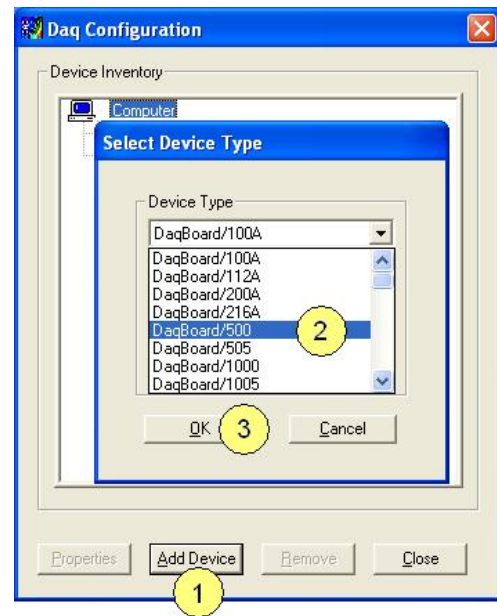 Daq Configuration
Device Inventory
Computer
Select Device Type
Device Type
DaqBoard/100A
DaqBoard/100A
DaqBoard/112A
DaqBoard/200A
DaqBoard/216A
DaqBoard/500
2
DaqBoard/505
DaqBoard/1000
DaqBoard/1005
OK 3 Cancel
Properties Add Device Remove Close
1